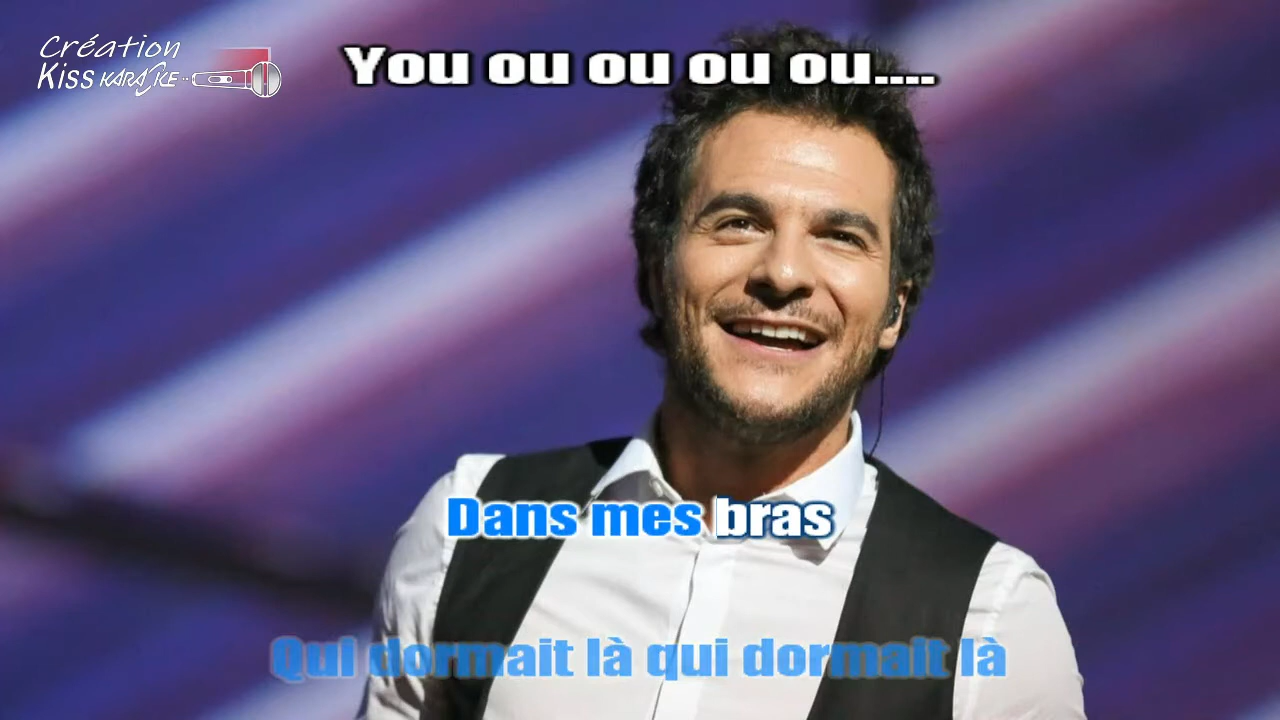 Création
Kiss KARAOKE
You ou ou ou ou....
Dans mes bras
Qui dormait là qui dormait là